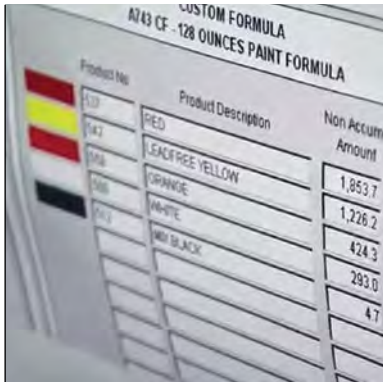 CUSTOM FORMULA
A743 CF - 128 OUNCES PAINT FORMULA
Product No Product Description Non Accum Amount
RED 1,853.7
LEADFREE YELLOW 1,226.2
ORANGE 424.3
WHITE 293.0
BLACK 4.7